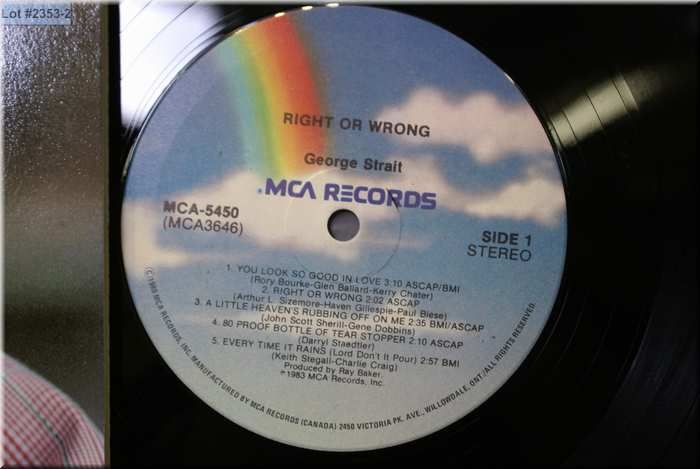 Lot #2353-2
RIGHT OR WRONG
George Strait
MCA RECORDS
MCA-5450
(MCA3646)
SIDE 1
STEREO
1. YOU LOOK SO GOOD IN LOVE 3:10 ASCAP/BMI
(Rory Bourke-Glen Ballard-Kerry Chater)
2. RIGHT OR WRONG 2:02 ASCAP
(Arthur L. Sizemore-Haven Gillespie-Paul Biese)
3. A LITTLE HEAVEN'S RUBBING OFF ON ME 2:35 BMI/ASCAP
(John Scott Sherill-Gene Dobbins)
4. 80 PROOF BOTTLE OF TEAR STOPPER 2:10 ASCAP
(Darryl Staedtler)
5. EVERY TIME IT RAINS (Lord Don't It Pour) 2:57 BMI
(Keith Stegall-Charlie Craig)
Produced by Ray Baker.
℗1983 MCA Records, Inc.
(C)1980 MCA RECORDS, INC. MANUFACTURED BY MCA RECORDS (CANADA) 2450 VICTORIA PK. AVE., WILLOWDALE, ONT./ALL RIGHTS RESERVED.